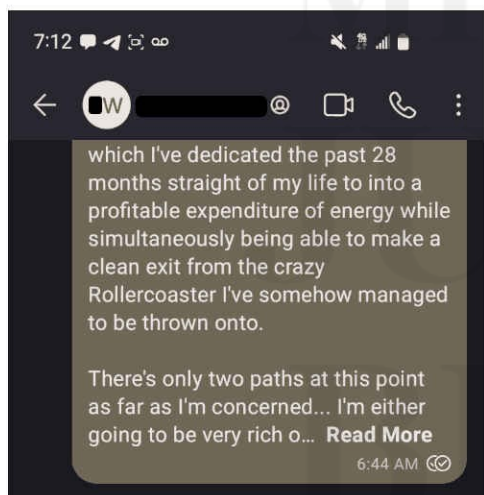 7:12
W
@
which I've dedicated the past 28
months straight of my life to into a
profitable expenditure of energy while
simultaneously being able to make a
clean exit from the crazy
Rollercoaster I've somehow managed
to be thrown onto.
There's only two paths at this point
as far as I'm concerned... I'm either
going to be very rich o... Read More
6:44 AM